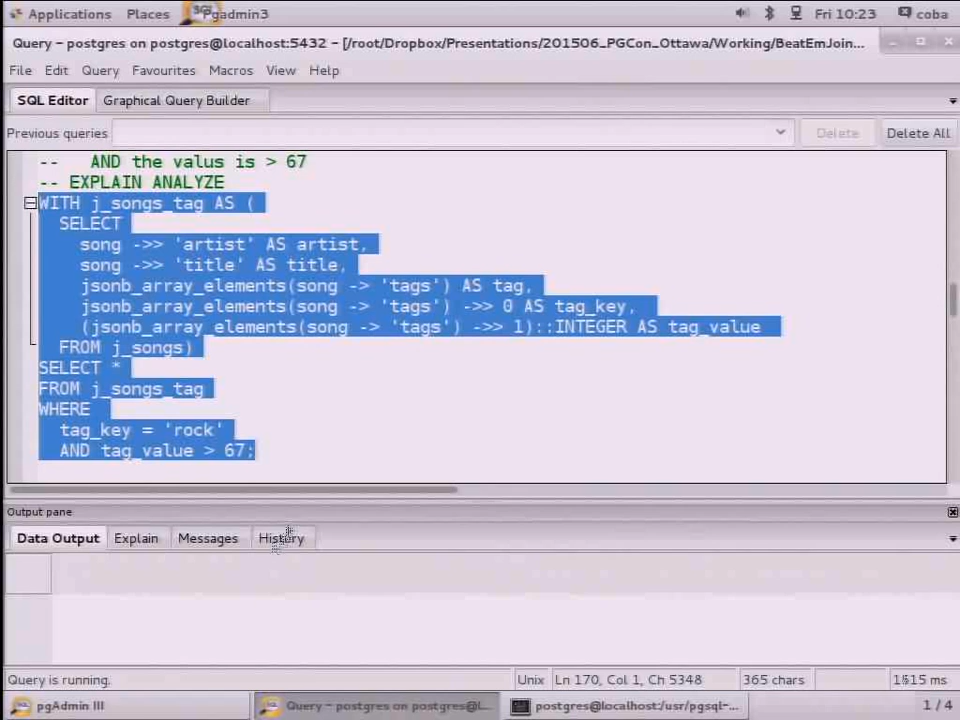 Applications Places Pgadmin3 Fri 10:23 coba
Query - postgres on postgres@localhost:5432 - [/root/Dropbox/Presentations/201506_PGCon_Ottawa/Working/BeatEmJoin...
File Edit Query Favourites Macros View Help
SQL Editor Graphical Query Builder
Previous queries Delete Delete All
-- AND the valus is > 67
-- EXPLAIN ANALYZE
WITH j_songs_tag AS (
SELECT
song ->> 'artist' AS artist,
song ->> 'title' AS title,
jsonb_array_elements(song -> 'tags') AS tag,
jsonb_array_elements(song -> 'tags') ->> 0 AS tag_key,
(jsonb_array_elements(song -> 'tags') ->> 1)::INTEGER AS tag_value
FROM j_songs)
SELECT *
FROM j_songs_tag
WHERE
tag_key = 'rock'
AND tag_value > 67;
Output pane
Data Output Explain Messages History
Query is running. Unix Ln 170, Col 1, Ch 5348 365 chars ms
pgAdmin III Query - postgres on postgres@l... postgres@localhost:/usr/pgsql-... 1 / 4